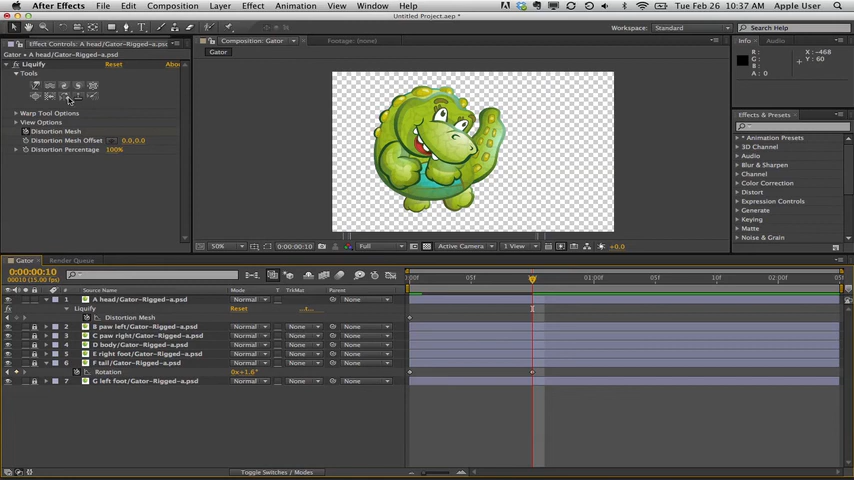 After Effects File Edit Composition Layer Effect Animation View Window Help Tue Feb 26 10:37 AM Apple User
Untitled Project.aep *
Workspace: Standard
Effect Controls: A head/Gator-Rigged-a.psd
Composition: Gator
Footage: (none)
Info
Audio
Gator • A head/Gator-Rigged-a.psd
Gator
Liquify Reset Abou
Tools
R:
G:
B:
A: 0
X: -468
Y: 60
Warp Tool Options
View Options
Distortion Mesh
Distortion Mesh Offset 0.0,0.0
Distortion Percentage 100%
Effects & Presets
* Animation Presets
3D Channel
Audio
Blur & Sharpen
Channel
Color Correction
Distort
Expression Controls
Generate
Keying
Matte
Noise & Grain
50% 0:00:00:10 Full Active Camera 1 View +0.0
Gator Render Queue
0:00:00:10
00010 (15.00 fps)
# Source Name Mode T TrkMat Parent
:00f 05f 10f 01:00f 05f 10f 02:00f 05f
1 A head/Gator-Rigged-a.psd Normal None
Liquify Reset
Distortion Mesh
2 B paw left/Gator-Rigged-a.psd Normal None None
3 C paw right/Gator-Rigged-a.psd Normal None None
4 D body/Gator-Rigged-a.psd Normal None None
5 E right foot/Gator-Rigged-a.psd Normal None None
6 F tail/Gator-Rigged-a.psd Normal None None
Rotation 0x+1.6°
7 G left foot/Gator-Rigged-a.psd Normal None None
Toggle Switches / Modes